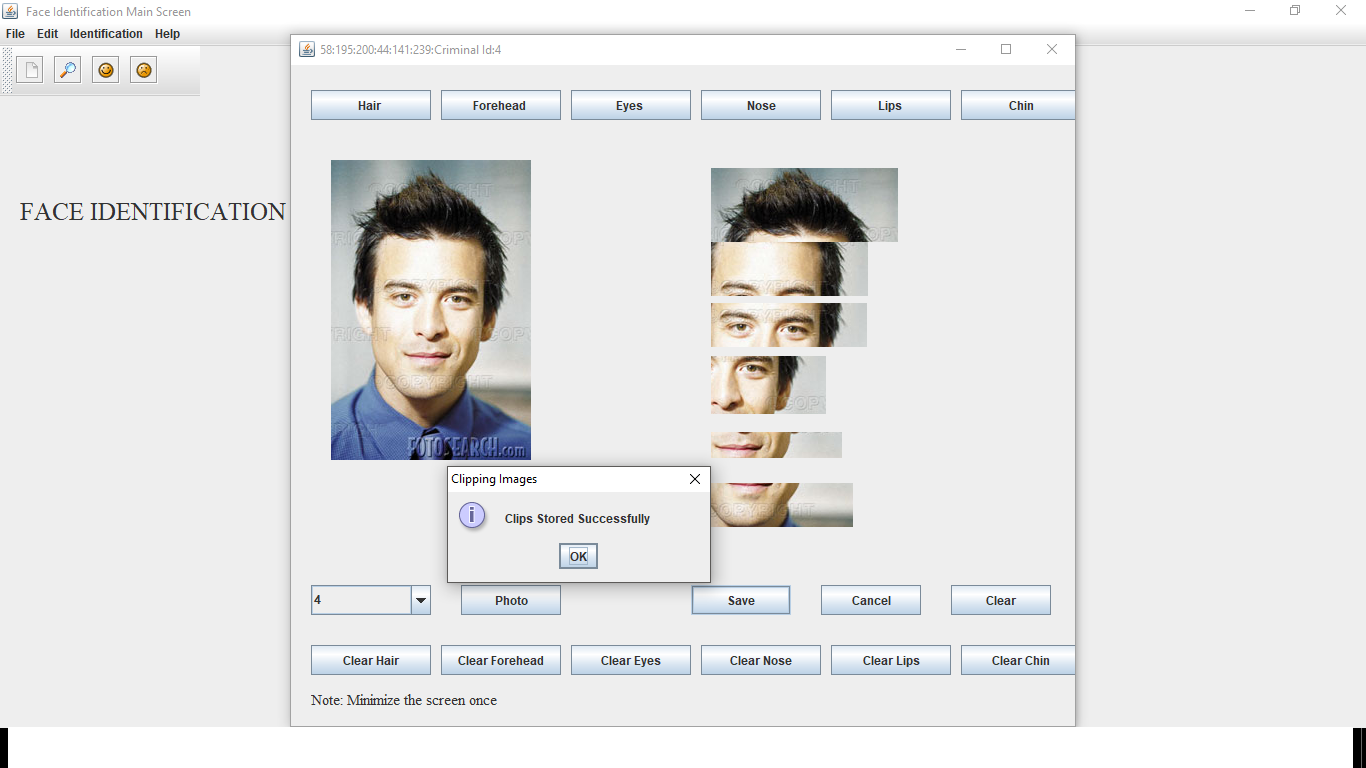 Face Identification Main Screen
File Edit Identification Help
58:195:200:44:141:239:Criminal Id:4
Hair Forehead Eyes Nose Lips Chin
FACE IDENTIFICATION
COPYRIGHT
COPYRIGHT
FOTOSEARCH.com
Clipping Images
Clips Stored Successfully
OK
4 Photo Save Cancel Clear
Clear Hair Clear Forehead Clear Eyes Clear Nose Clear Lips Clear Chin
Note: Minimize the screen once